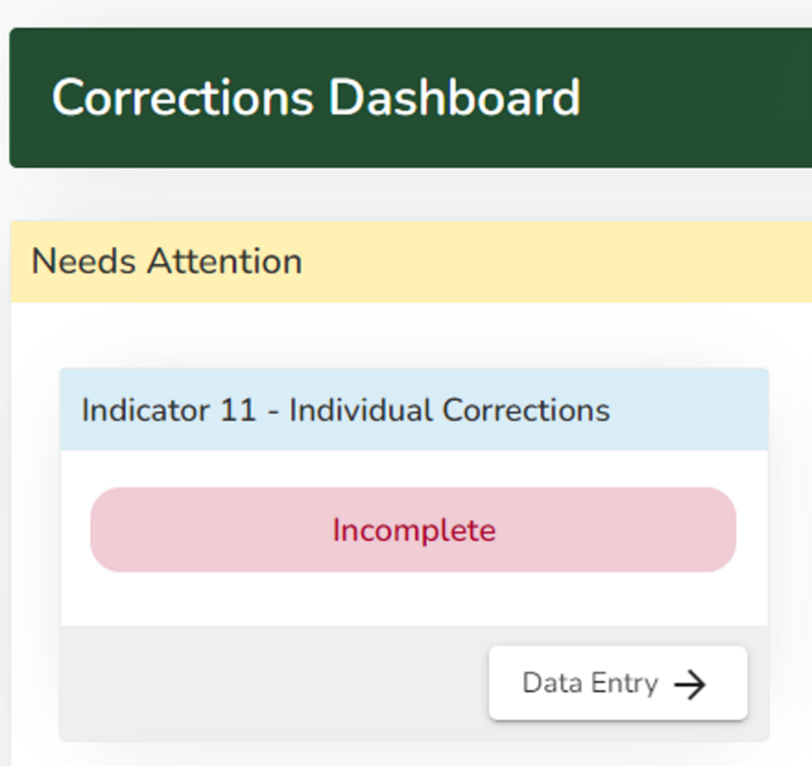 Corrections Dashboard
Needs Attention
Indicator 11 - Individual Corrections
Incomplete
Data Entry →